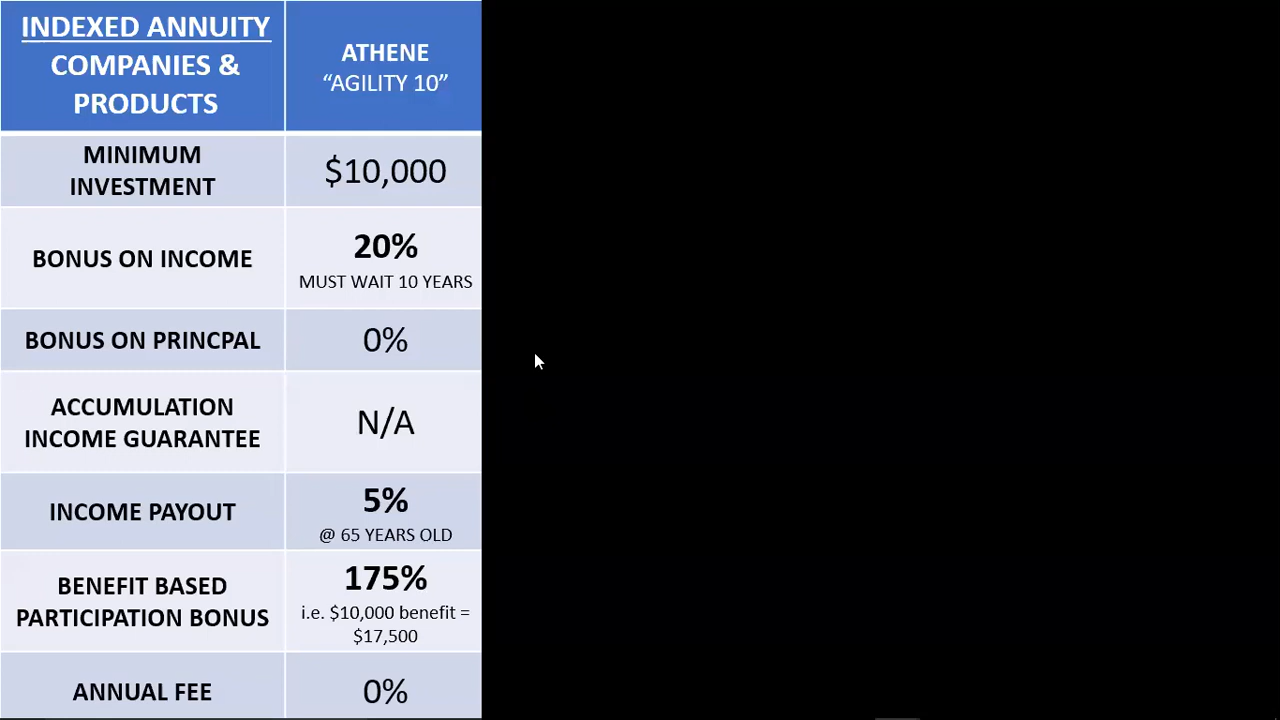 INDEXED ANNUITY
COMPANIES &
PRODUCTS
ATHENE
“AGILITY 10”
MINIMUM
INVESTMENT
$10,000
BONUS ON INCOME
20%
MUST WAIT 10 YEARS
BONUS ON PRINCPAL
0%
ACCUMULATION
INCOME GUARANTEE
N/A
INCOME PAYOUT
5%
@ 65 YEARS OLD
BENEFIT BASED
PARTICIPATION BONUS
175%
i.e. $10,000 benefit =
$17,500
ANNUAL FEE
0%